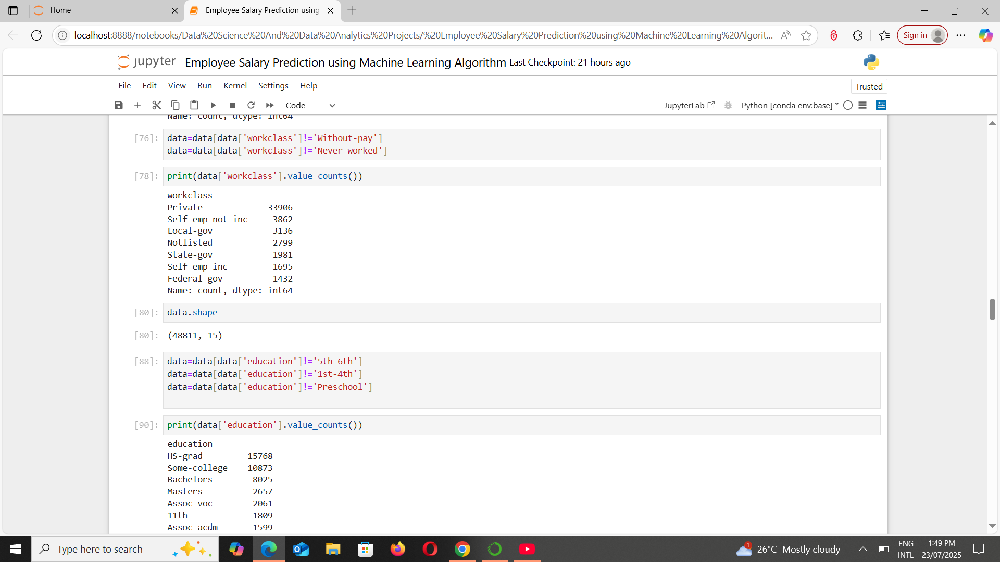 Home
Employee Salary Prediction using
localhost:8888/notebooks/Data%20Science%20And%20Data%20Analytics%20Projects/%20Employee%20Salary%20Prediction%20using%20Machine%20Learning%20Algorit...
Sign in
jupyter Employee Salary Prediction using Machine Learning Algorithm Last Checkpoint: 21 hours ago
File Edit View Run Kernel Settings Help
Trusted
Code
JupyterLab
Python [conda env:base] *
Name: count, dtype: int64
[76]: data=data[data['workclass']!='Without-pay']
data=data[data['workclass']!='Never-worked']
[78]: print(data['workclass'].value_counts())
workclass
Private 33906
Self-emp-not-inc 3862
Local-gov 3136
Notlisted 2799
State-gov 1981
Self-emp-inc 1695
Federal-gov 1432
Name: count, dtype: int64
[80]: data.shape
[80]: (48811, 15)
[88]: data=data[data['education']!='5th-6th']
data=data[data['education']!='1st-4th']
data=data[data['education']!='Preschool']
[90]: print(data['education'].value_counts())
education
HS-grad 15768
Some-college 10873
Bachelors 8025
Masters 2657
Assoc-voc 2061
11th 1809
Assoc-acdm 1599
Type here to search
1
26°C Mostly cloudy
ENG
INTL
1:49 PM
23/07/2025